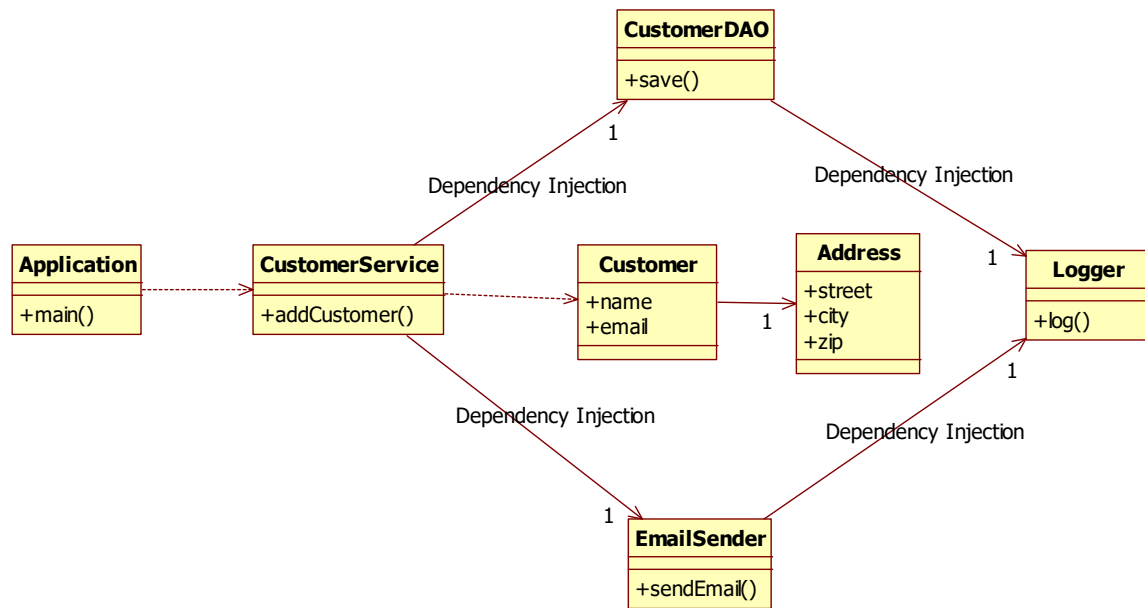 CustomerDAO
+save()
1
Dependency Injection
Dependency Injection
1
Application
+main()
CustomerService
+addCustomer()
Customer
+name
+email
1
Address
+street
+city
+zip
Logger
+log()
1
Dependency Injection
Dependency Injection
1
EmailSender
+sendEmail()